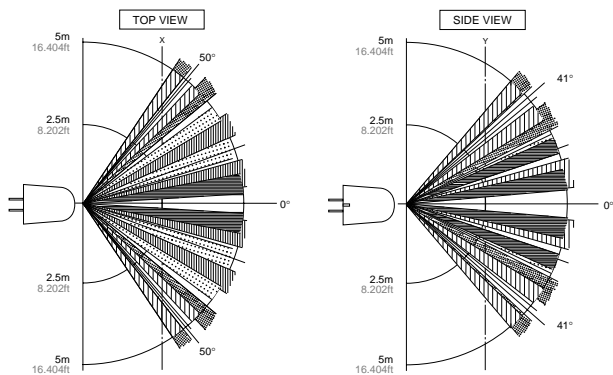 TOP VIEW
X
5m
16.404ft
50°
2.5m
8.202ft
0°
2.5m
8.202ft
50°
5m
16.404ft
SIDE VIEW
Y
5m
16.404ft
41°
2.5m
8.202ft
0°
2.5m
8.202ft
41°
5m
16.404ft